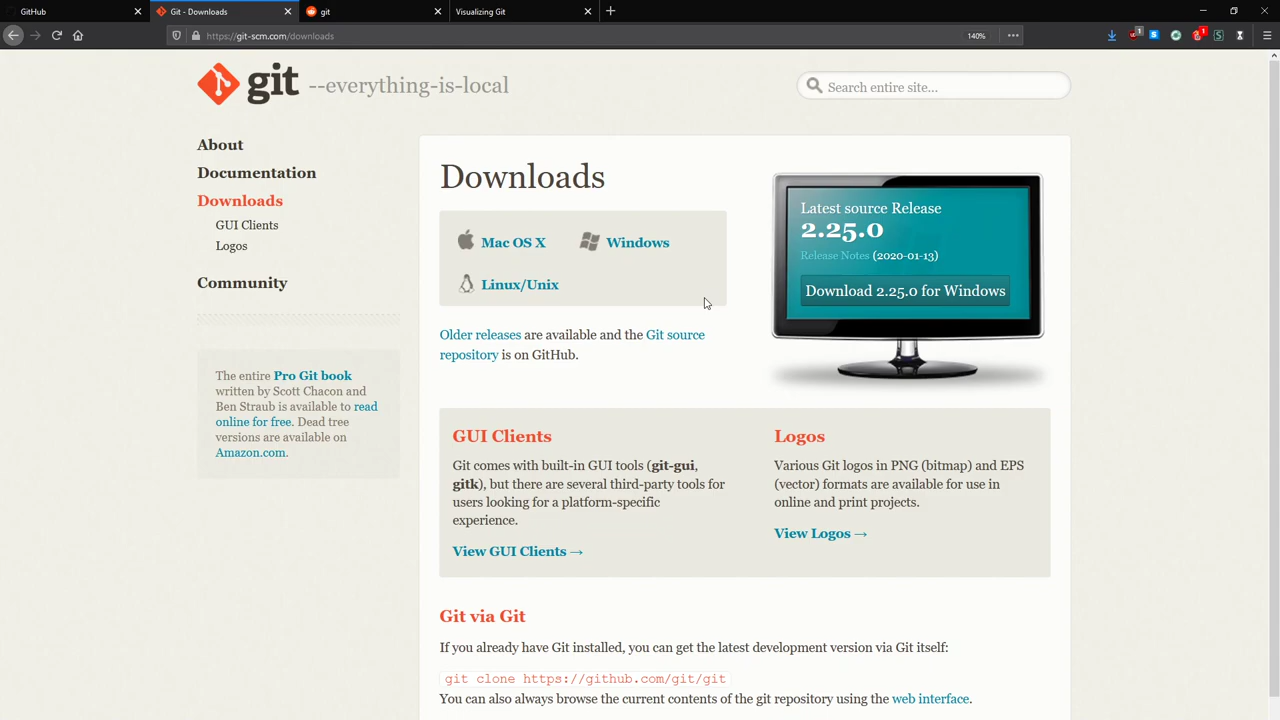 GitHub
Git - Downloads
git
Visualizing Git
https://git-scm.com/downloads
140%
git --everything-is-local
Search entire site...
About
Documentation
Downloads
GUI Clients
Logos
Community
The entire Pro Git book
written by Scott Chacon and
Ben Straub is available to read
online for free. Dead tree
versions are available on
Amazon.com.
Downloads
Mac OS X
Windows
Linux/Unix
Older releases are available and the Git source
repository is on GitHub.
Latest source Release
2.25.0
Release Notes (2020-01-13)
Download 2.25.0 for Windows
GUI Clients
Git comes with built-in GUI tools (git-gui,
gitk), but there are several third-party tools for
users looking for a platform-specific
experience.
View GUI Clients →
Logos
Various Git logos in PNG (bitmap) and EPS
(vector) formats are available for use in
online and print projects.
View Logos →
Git via Git
If you already have Git installed, you can get the latest development version via Git itself:
git clone https://github.com/git/git
You can also always browse the current contents of the git repository using the web interface.